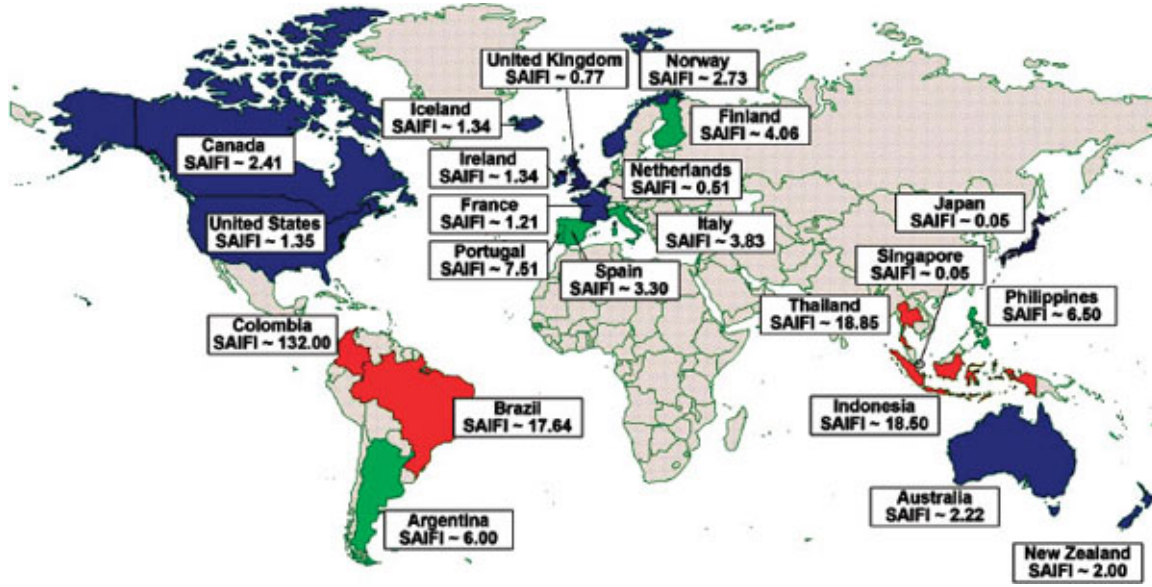 United Kingdom
SAIFI ~ 0.77
Norway
SAIFI ~ 2.73
Iceland
SAIFI ~ 1.34
Finland
SAIFI ~ 4.06
Canada
SAIFI ~ 2.41
Ireland
SAIFI ~ 1.34
Netherlands
SAIFI ~ 0.51
France
SAIFI ~ 1.21
Japan
SAIFI ~ 0.05
United States
SAIFI ~ 1.35
Italy
SAIFI ~ 3.83
Portugal
SAIFI ~ 7.51
Singapore
SAIFI ~ 0.05
Spain
SAIFI ~ 3.30
Thailand
SAIFI ~ 18.85
Philippines
SAIFI ~ 6.50
Colombia
SAIFI ~ 132.00
Brazil
SAIFI ~ 17.64
Indonesia
SAIFI ~ 18.50
Australia
SAIFI ~ 2.22
Argentina
SAIFI ~ 6.00
New Zealand
SAIFI ~ 2.00